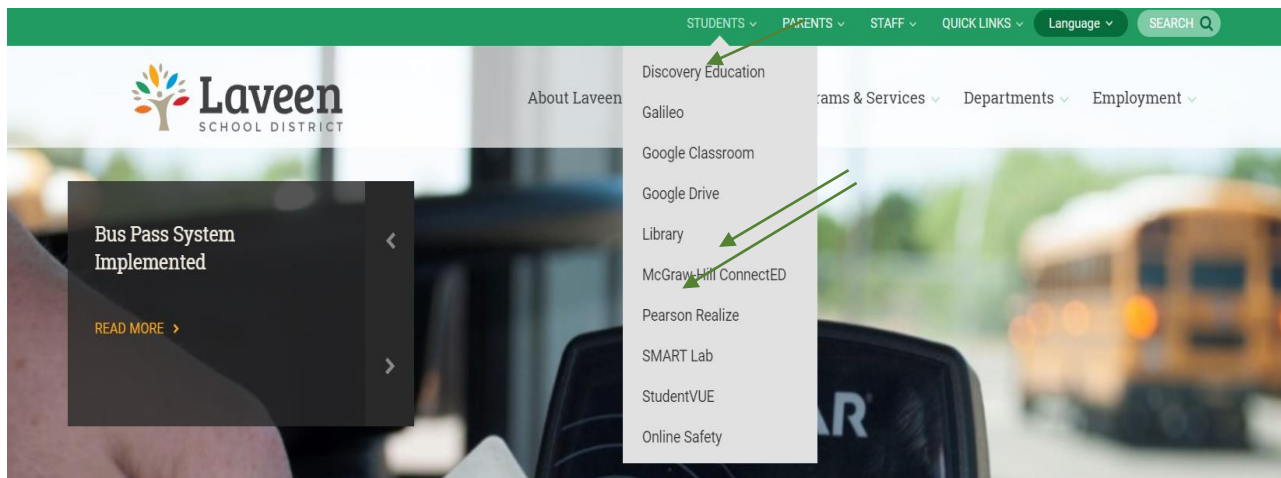 STUDENTS PARENTS STAFF QUICK LINKS Language SEARCH
Laveen
SCHOOL DISTRICT
About Laveen rams & Services Departments Employment
Discovery Education
Galileo
Google Classroom
Google Drive
Library
McGraw-Hill ConnectED
Pearson Realize
SMART Lab
StudentVUE
Online Safety
Bus Pass System
Implemented
READ MORE
AR